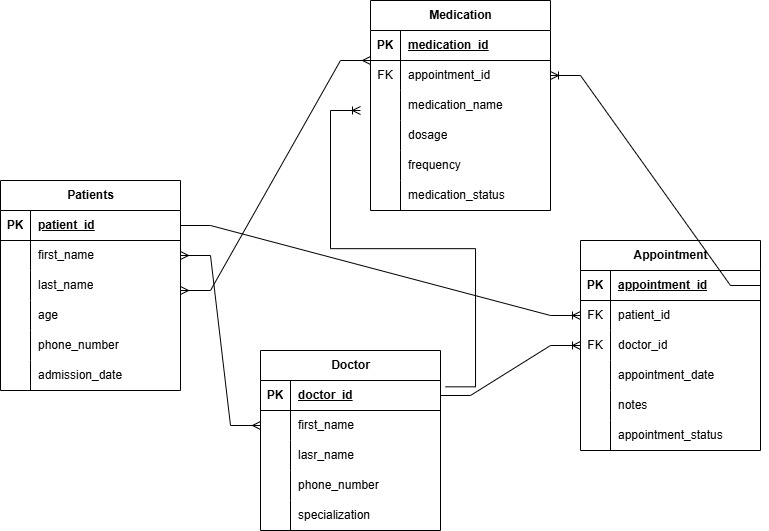 Medication
PK medication_id
FK appointment_id
medication_name
dosage
frequency
medication_status
Patients
PK patient_id
first_name
last_name
age
phone_number
admission_date
Appointment
PK appointment_id
FK patient_id
FK doctor_id
appointment_date
notes
appointment_status
Doctor
PK doctor_id
first_name
lasr_name
phone_number
specialization